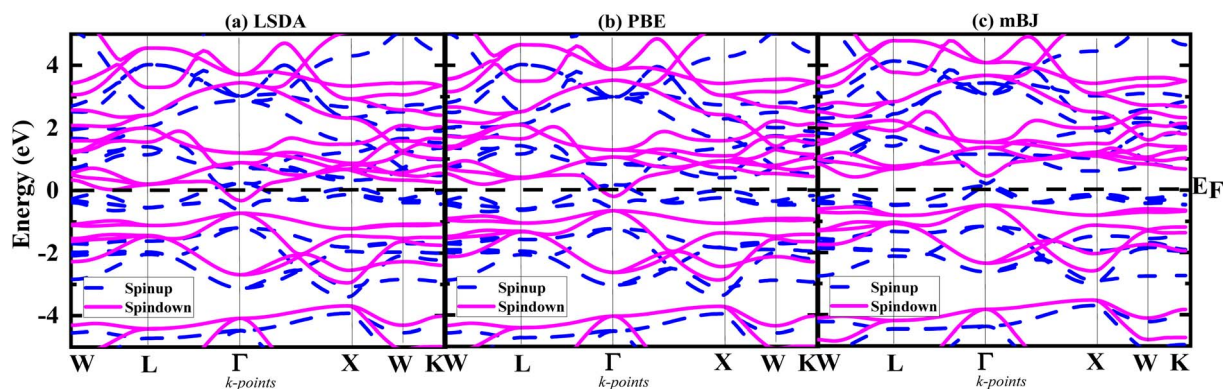 (a) LSDA (b) PBE (c) mBJ
Energy (eV)
4
2
0
-2
-4
E_F
Spinup
Spindown
Spinup
Spindown
Spinup
Spindown
W L Γ X W K W L Γ X W K W L Γ X W K
k-points k-points k-points